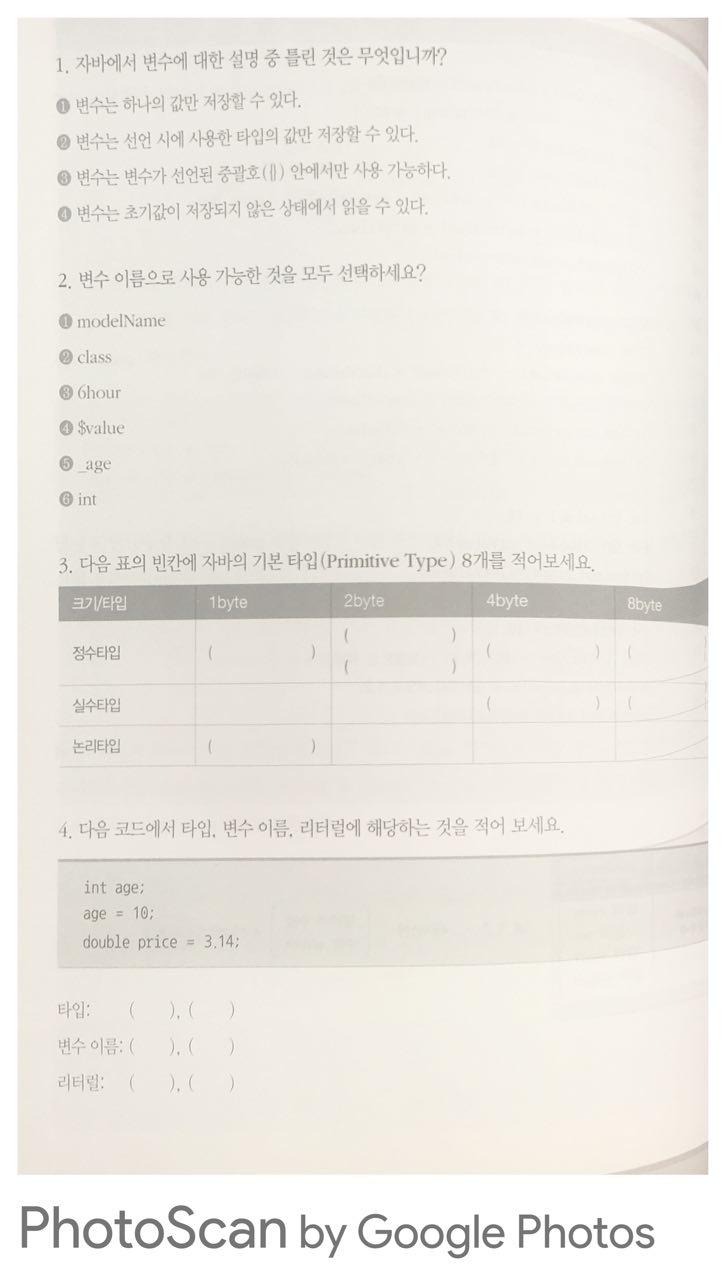 1. 자바에서 변수에 대한 설명 중 틀린 것은 무엇입니까?
❶ 변수는 하나의 값만 저장할 수 있다.
❷ 변수는 선언 시에 사용한 타입의 값만 저장할 수 있다.
❸ 변수는 변수가 선언된 중괄호({}) 안에서만 사용 가능하다.
❹ 변수는 초기값이 저장되지 않은 상태에서 읽을 수 있다.
2. 변수 이름으로 사용 가능한 것을 모두 선택하세요?
❶ modelName
❷ class
❸ 6hour
❹ $value
❺ _age
❻ int
3. 다음 표의 빈칸에 자바의 기본 타입(Primitive Type) 8개를 적어보세요.
크기/타입 1byte 2byte 4byte 8byte
( )
정수타입 ( ) ( ) (
( )
실수타입 ( ) (
논리타입 ( )
4. 다음 코드에서 타입, 변수 이름, 리터럴에 해당하는 것을 적어 보세요.
int age;
age = 10;
double price = 3.14;
타입: ( ), ( )
변수 이름: ( ), ( )
리터럴: ( ), ( )
PhotoScan by Google Photos